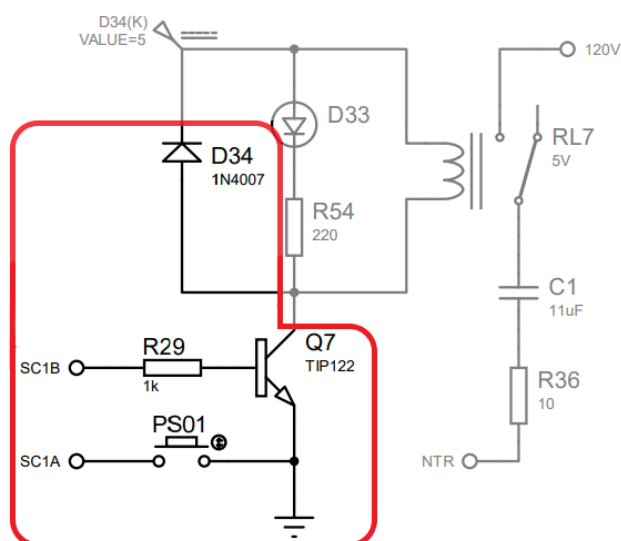 D34(K)
VALUE=5
120V
D33
RL7
5V
D34
1N4007
R54
220
C1
11uF
Q7
TIP122
R29
SC1B
1k
R36
10
PS01
SC1A
NTR